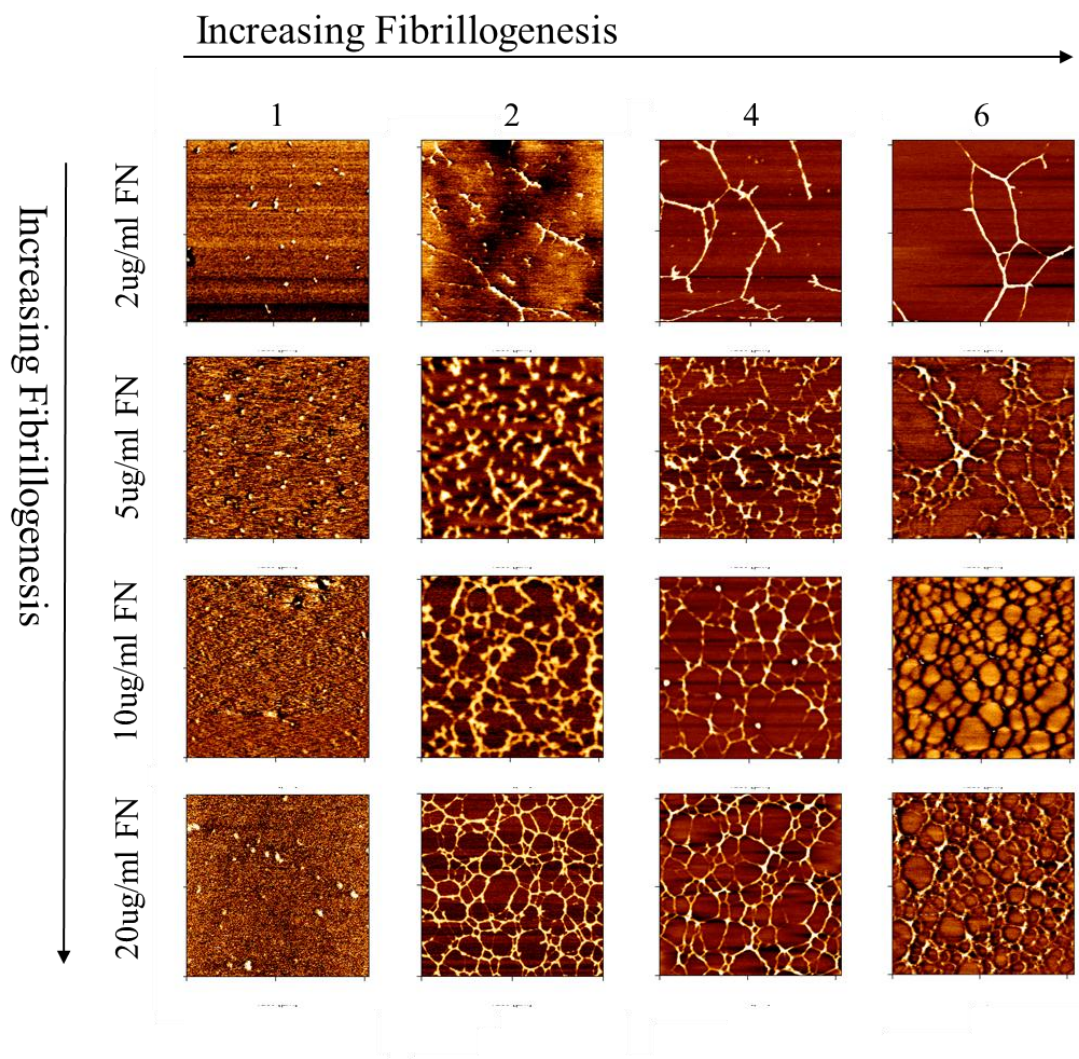 Increasing Fibrillogenesis
1 2 4 6
Increasing Fibrillogenesis
2ug/ml FN
5ug/ml FN
10ug/ml FN
20ug/ml FN